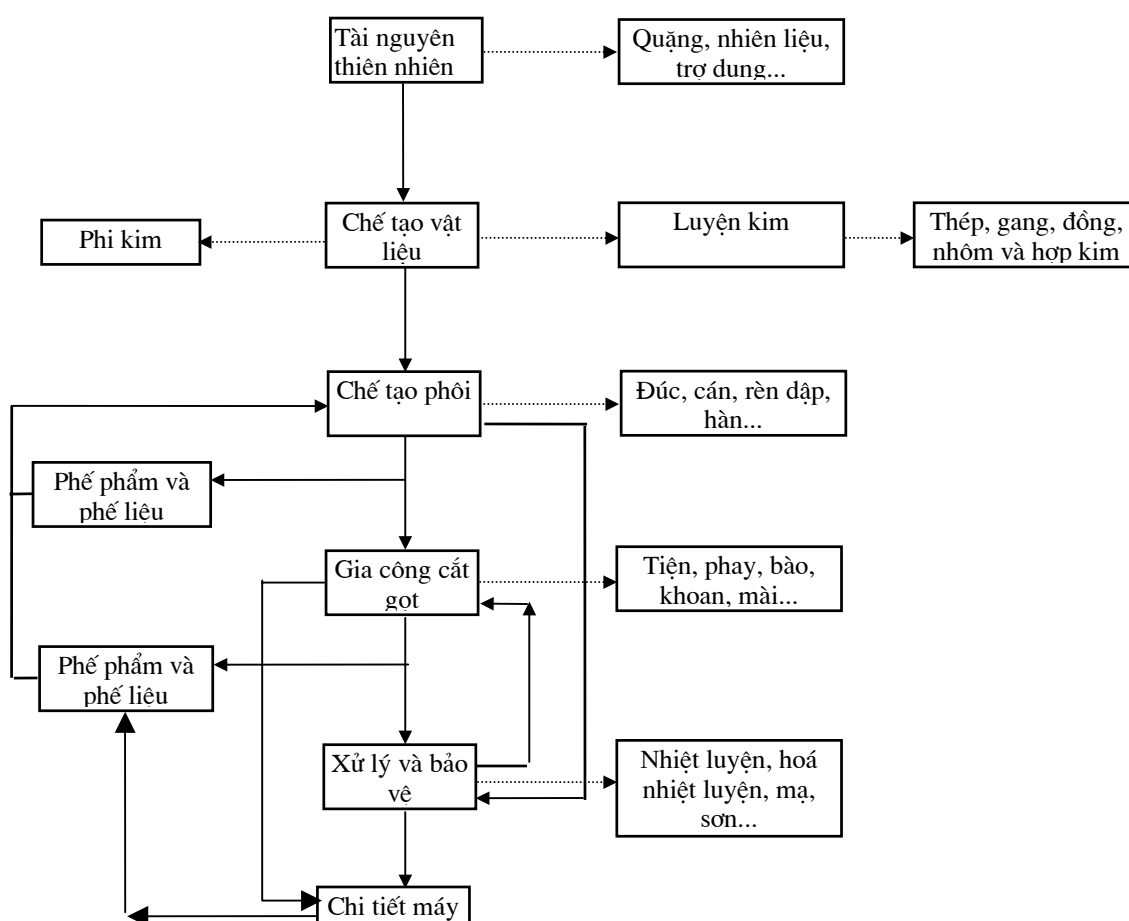 Tài nguyên
thiên nhiên
Quặng, nhiên liệu,
trợ dung...
Phi kim
Chế tạo vật
liệu
Luyện kim
Thép, gang, đồng,
nhôm và hợp kim
Chế tạo phôi
Đúc, cán, rèn dập,
hàn...
Phế phẩm và
phế liệu
Gia công cắt
gọt
Tiện, phay, bào,
khoan, mài...
Phế phẩm và
phế liệu
Xử lý và bảo
vệ
Nhiệt luyện, hoá
nhiệt luyện, mạ,
sơn...
Chi tiết máy